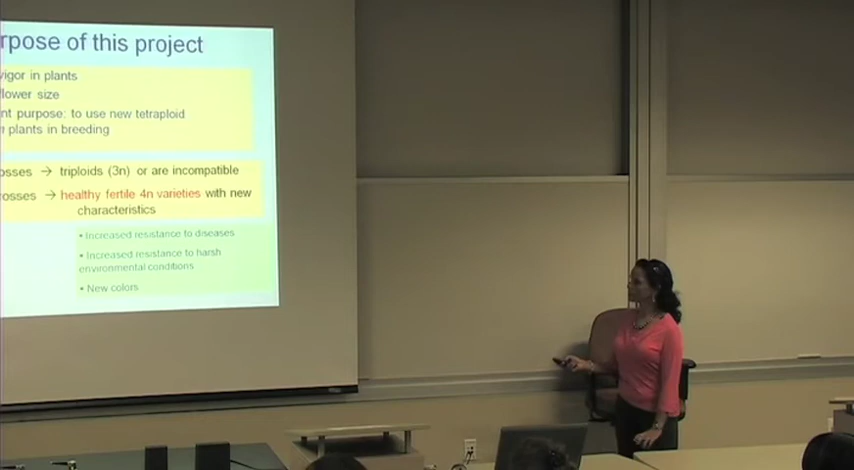 rpose of this project
vigor in plants
flower size
nt purpose: to use new tetraploid
plants in breeding
osses → triploids (3n) or are incompatible
rosses → healthy fertile 4n varieties with new
characteristics
• Increased resistance to diseases
• Increased resistance to harsh
environmental conditions
• New colors